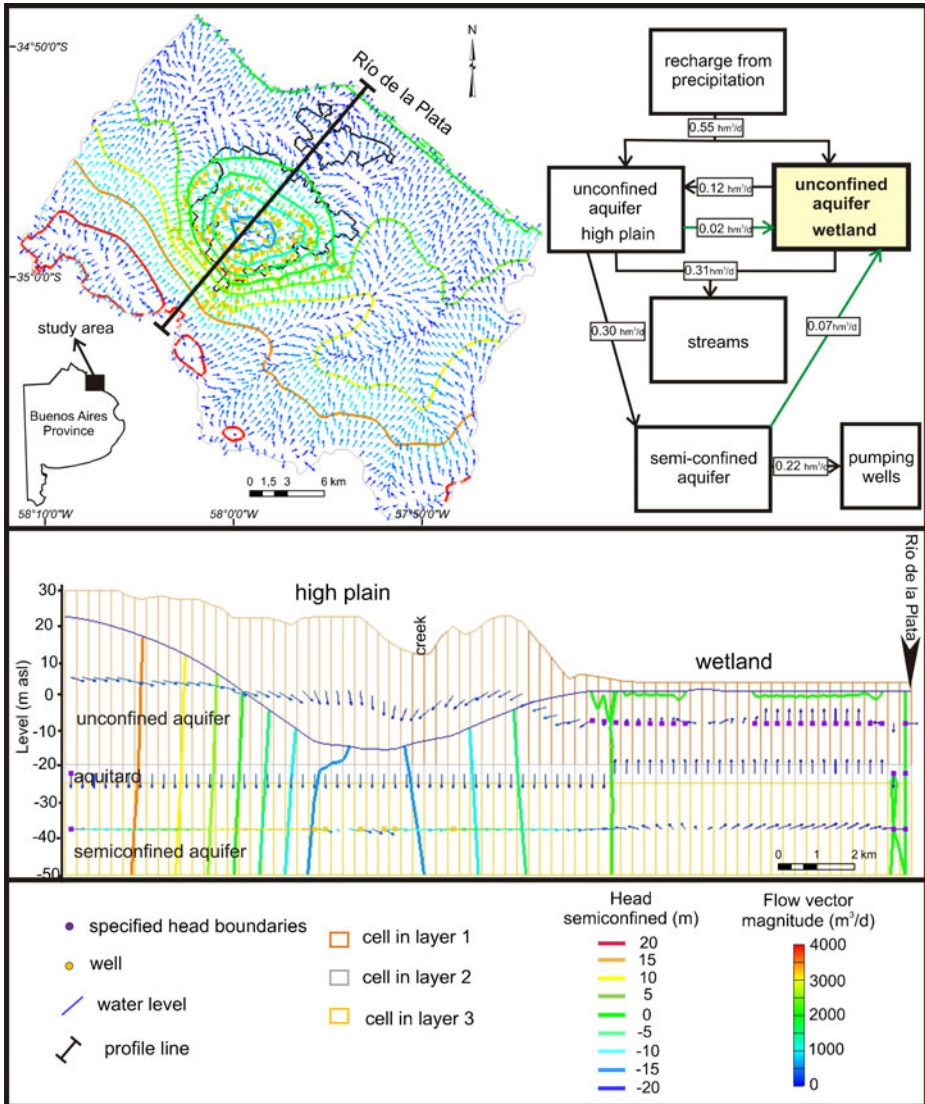 34°50'0"S
35°0'0"S
58°10'0"W
58°0'0"W
57°50'0"W
N
Río de la Plata
study area
Buenos Aires
Province
0 1,5 3 6 km
recharge from
precipitation
0.55 hm³/d
unconfined
aquifer
high plain
0.12 hm³/d
0.02 hm³/d
unconfined
aquifer
wetland
0.31 hm³/d
streams
0.30 hm³/d
0.07 hm³/d
semi-confined
aquifer
0.22 hm³/d
pumping
wells
Level (m asl)
30
20
10
0
-10
-20
-30
-40
-50
high plain
creek
wetland
Río de la Plata
unconfined aquifer
aquitard
semiconfined aquifer
0 1 2 km
specified head boundaries
well
water level
profile line
cell in layer 1
cell in layer 2
cell in layer 3
Head
semiconfined (m)
20
15
10
5
0
-5
-10
-15
-20
Flow vector
magnitude (m³/d)
4000
3000
2000
1000
0